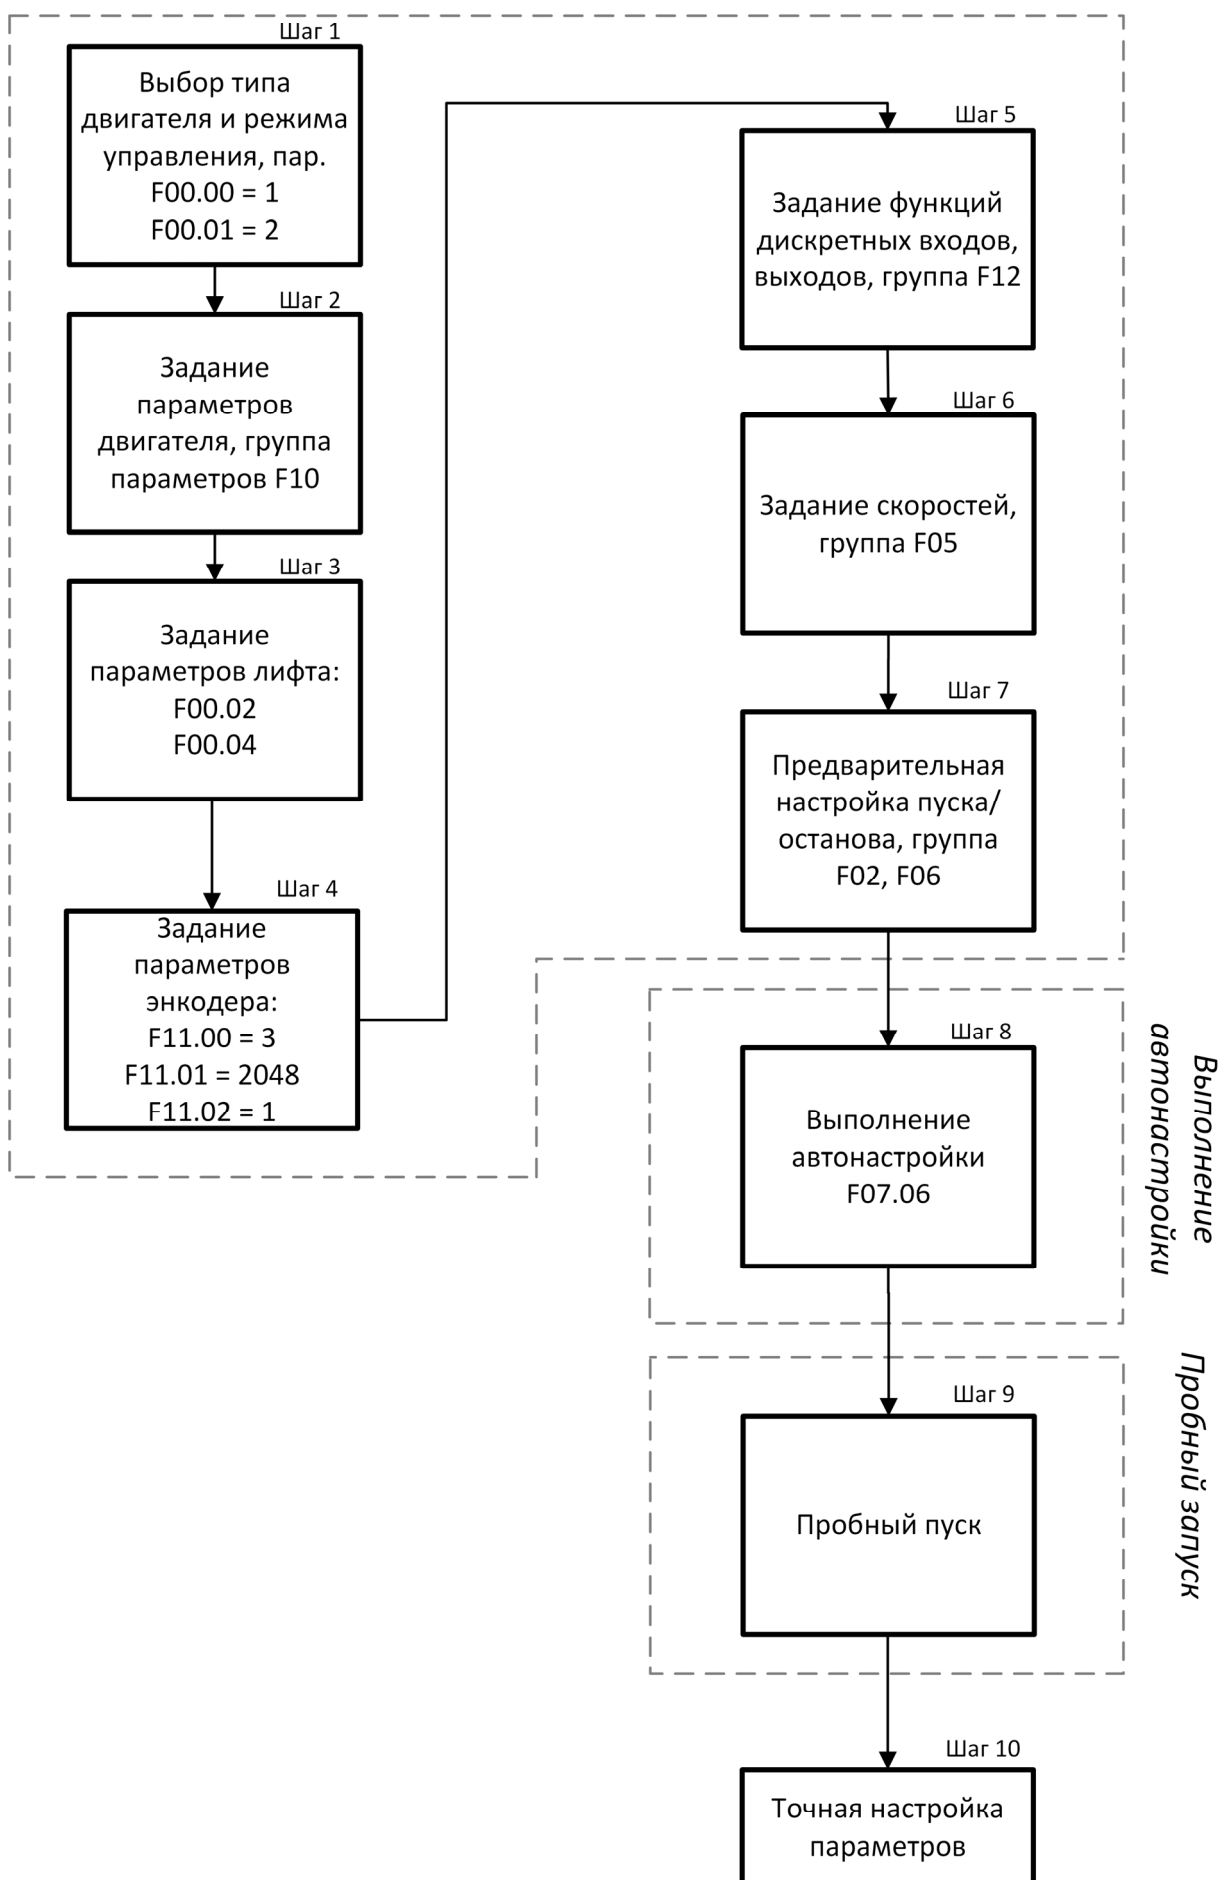 Шаг 1
Выбор типа
двигателя и режима
управления, пар.
F00.00 = 1
F00.01 = 2
Шаг 2
Задание
параметров
двигателя, группа
параметров F10
Шаг 3
Задание
параметров лифта:
F00.02
F00.04
Шаг 4
Задание
параметров
энкодера:
F11.00 = 3
F11.01 = 2048
F11.02 = 1
Шаг 5
Задание функций
дискретных входов,
выходов, группа F12
Шаг 6
Задание скоростей,
группа F05
Шаг 7
Предварительная
настройка пуска/
останова, группа
F02, F06
Шаг 8
Выполнение
автонастройки
F07.06
Выполнение
автонастройки
Шаг 9
Пробный пуск
Пробный запуск
Шаг 10
Точная настройка
параметров